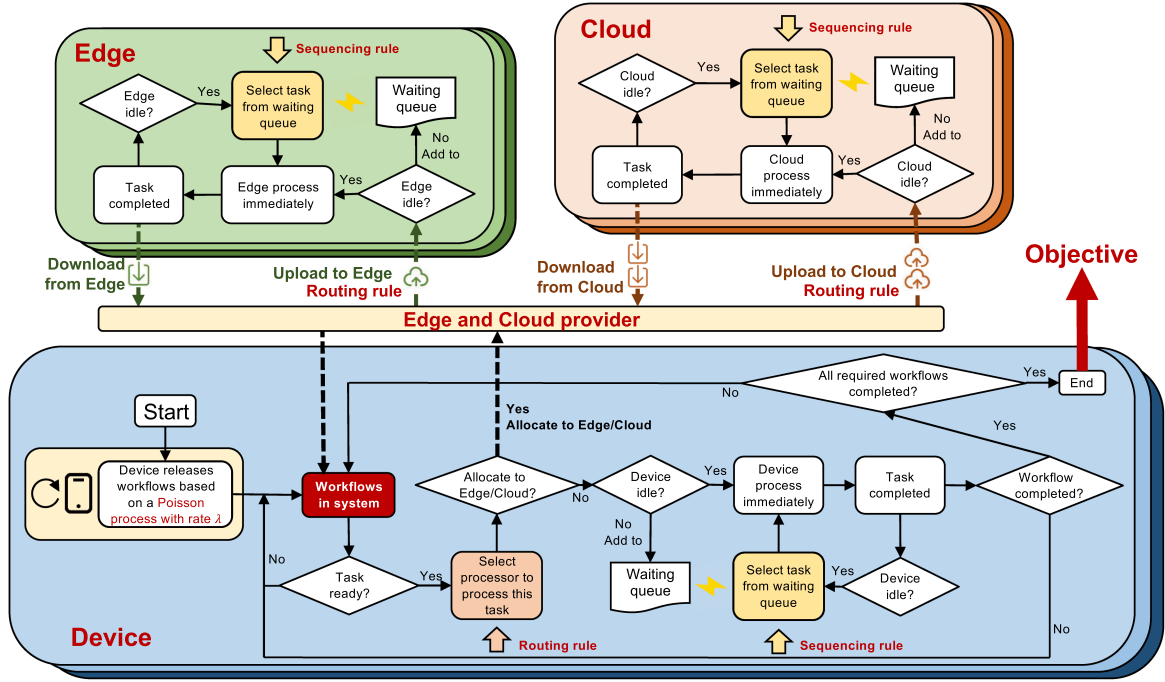 Edge
Sequencing rule
Edge
idle?
Yes
Select task
from waiting
queue
Waiting
queue
No
Add to
Task
completed
Edge process
immediately
Yes
Edge
idle?
Cloud
Sequencing rule
Cloud
idle?
Yes
Select task
from waiting
queue
Waiting
queue
No
Add to
Task
completed
Cloud
process
immediately
Yes
Cloud
idle?
Download
from Edge
Upload to Edge
Routing rule
Download
from Cloud
Upload to Cloud
Routing rule
Objective
Edge and Cloud provider
All required workflows
completed?
Yes
End
No
Start
Yes
Allocate to Edge/Cloud
Yes
Device releases
workflows based
on a Poisson
process with rate λ
Workflows
in system
Allocate to
Edge/Cloud?
No
Device
idle?
Yes
Device
process
immediately
Task
completed
Workflow
completed?
No
Add to
No
Task
ready?
Yes
Select
processor to
process this
task
Waiting
queue
Select task
from waiting
queue
Yes
Device
idle?
No
Device
Routing rule
Sequencing rule